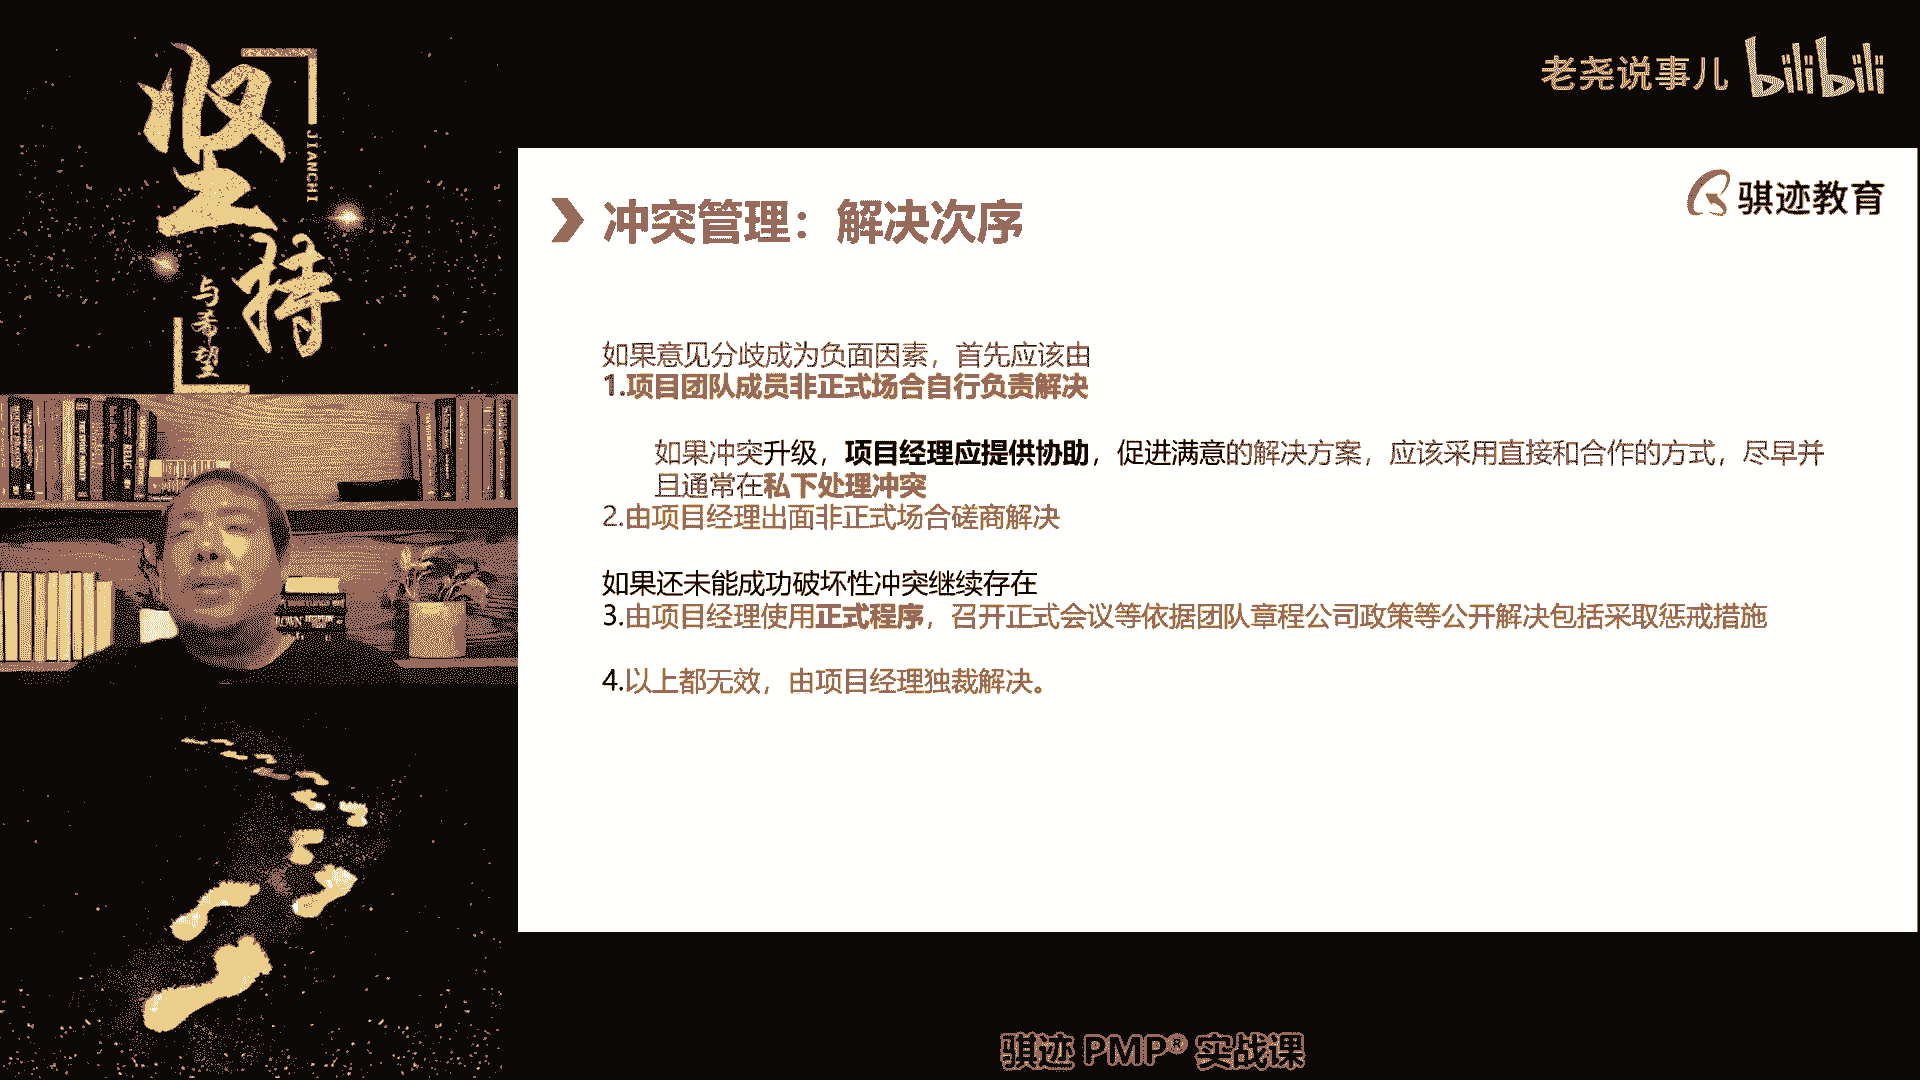 坚持
JIANCHI
与希望
老尧说事儿 bilibili
骐迹教育
冲突管理：解决次序
如果意见分歧成为负面因素，首先应该由
1.项目团队成员非正式场合自行负责解决
如果冲突升级，项目经理应提供协助，促进满意的解决方案，应该采用直接和合作的方式，尽早并
且通常在私下处理冲突
2.由项目经理出面非正式场合磋商解决
如果还未能成功破坏性冲突继续存在
3.由项目经理使用正式程序，召开正式会议等依据团队章程公司政策等公开解决包括采取惩戒措施
4.以上都无效，由项目经理独裁解决。
骐迹 PMP® 实战课